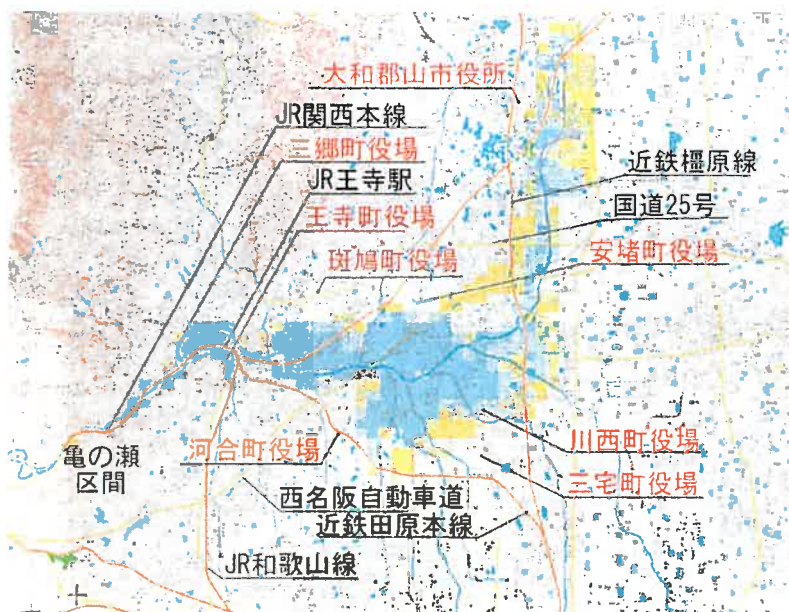 大和郡山市役所
JR関西本線
三郷町役場
JR王寺駅
王寺町役場
斑鳩町役場
近鉄橿原線
国道25号
安堵町役場
亀の瀬
区間
河合町役場
川西町役場
三宅町役場
西名阪自動車道
近鉄田原本線
JR和歌山線